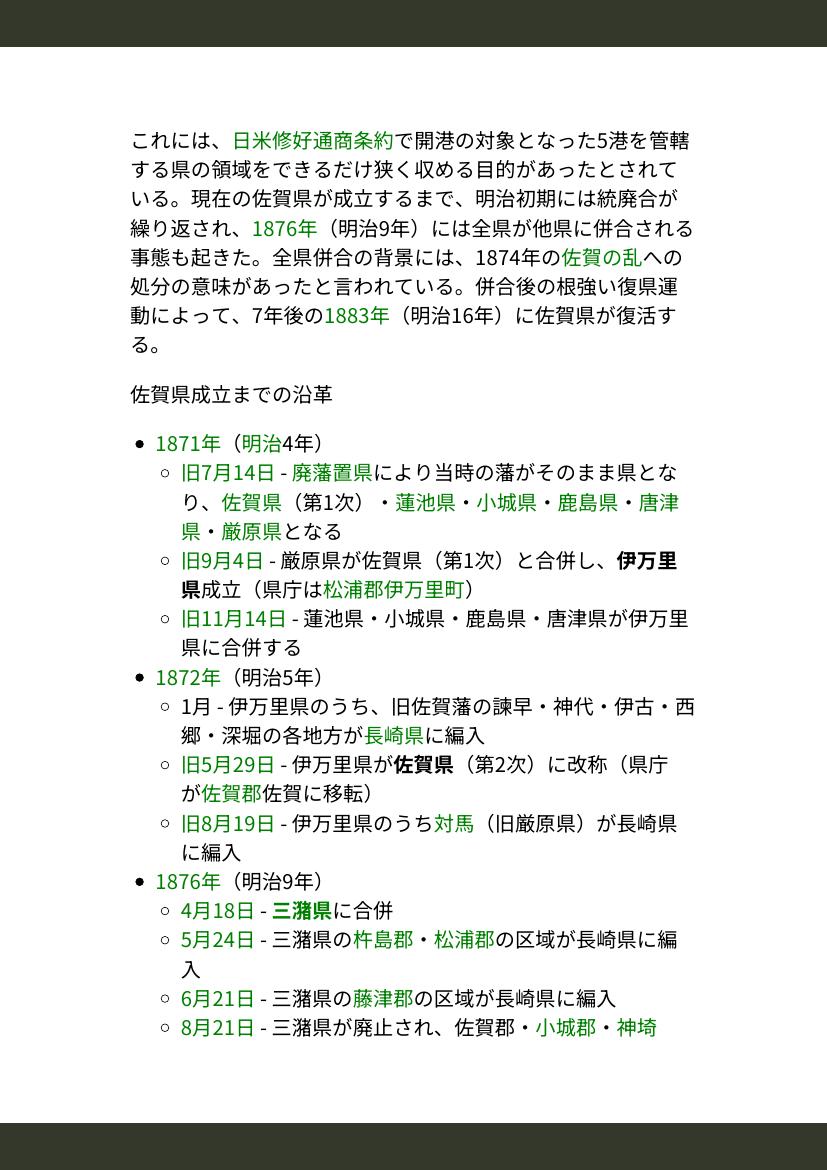 これには、日米修好通商条約で開港の対象となった5港を管轄
する県の領域をできるだけ狭く収める目的があったとされて
いる。現在の佐賀県が成立するまで、明治初期には統廃合が
繰り返され、1876年（明治9年）には全県が他県に併合される
事態も起きた。全県併合の背景には、1874年の佐賀の乱への
処分の意味があったと言われている。併合後の根強い復県運
動によって、7年後の1883年（明治16年）に佐賀県が復活す
る。
佐賀県成立までの沿革
• 1871年（明治4年）
◦ 旧7月14日 - 廃藩置県により当時の藩がそのまま県とな
り、佐賀県（第1次）・蓮池県・小城県・鹿島県・唐津
県・厳原県となる
◦ 旧9月4日 - 厳原県が佐賀県（第1次）と合併し、伊万里
県成立（県庁は松浦郡伊万里町）
◦ 旧11月14日 - 蓮池県・小城県・鹿島県・唐津県が伊万里
県に合併する
• 1872年（明治5年）
◦ 1月 - 伊万里県のうち、旧佐賀藩の諫早・神代・伊古・西
郷・深堀の各地方が長崎県に編入
◦ 旧5月29日 - 伊万里県が佐賀県（第2次）に改称（県庁
が佐賀郡佐賀に移転）
◦ 旧8月19日 - 伊万里県のうち対馬（旧厳原県）が長崎県
に編入
• 1876年（明治9年）
◦ 4月18日 - 三潴県に合併
◦ 5月24日 - 三潴県の杵島郡・松浦郡の区域が長崎県に編
入
◦ 6月21日 - 三潴県の藤津郡の区域が長崎県に編入
◦ 8月21日 - 三潴県が廃止され、佐賀郡・小城郡・神埼